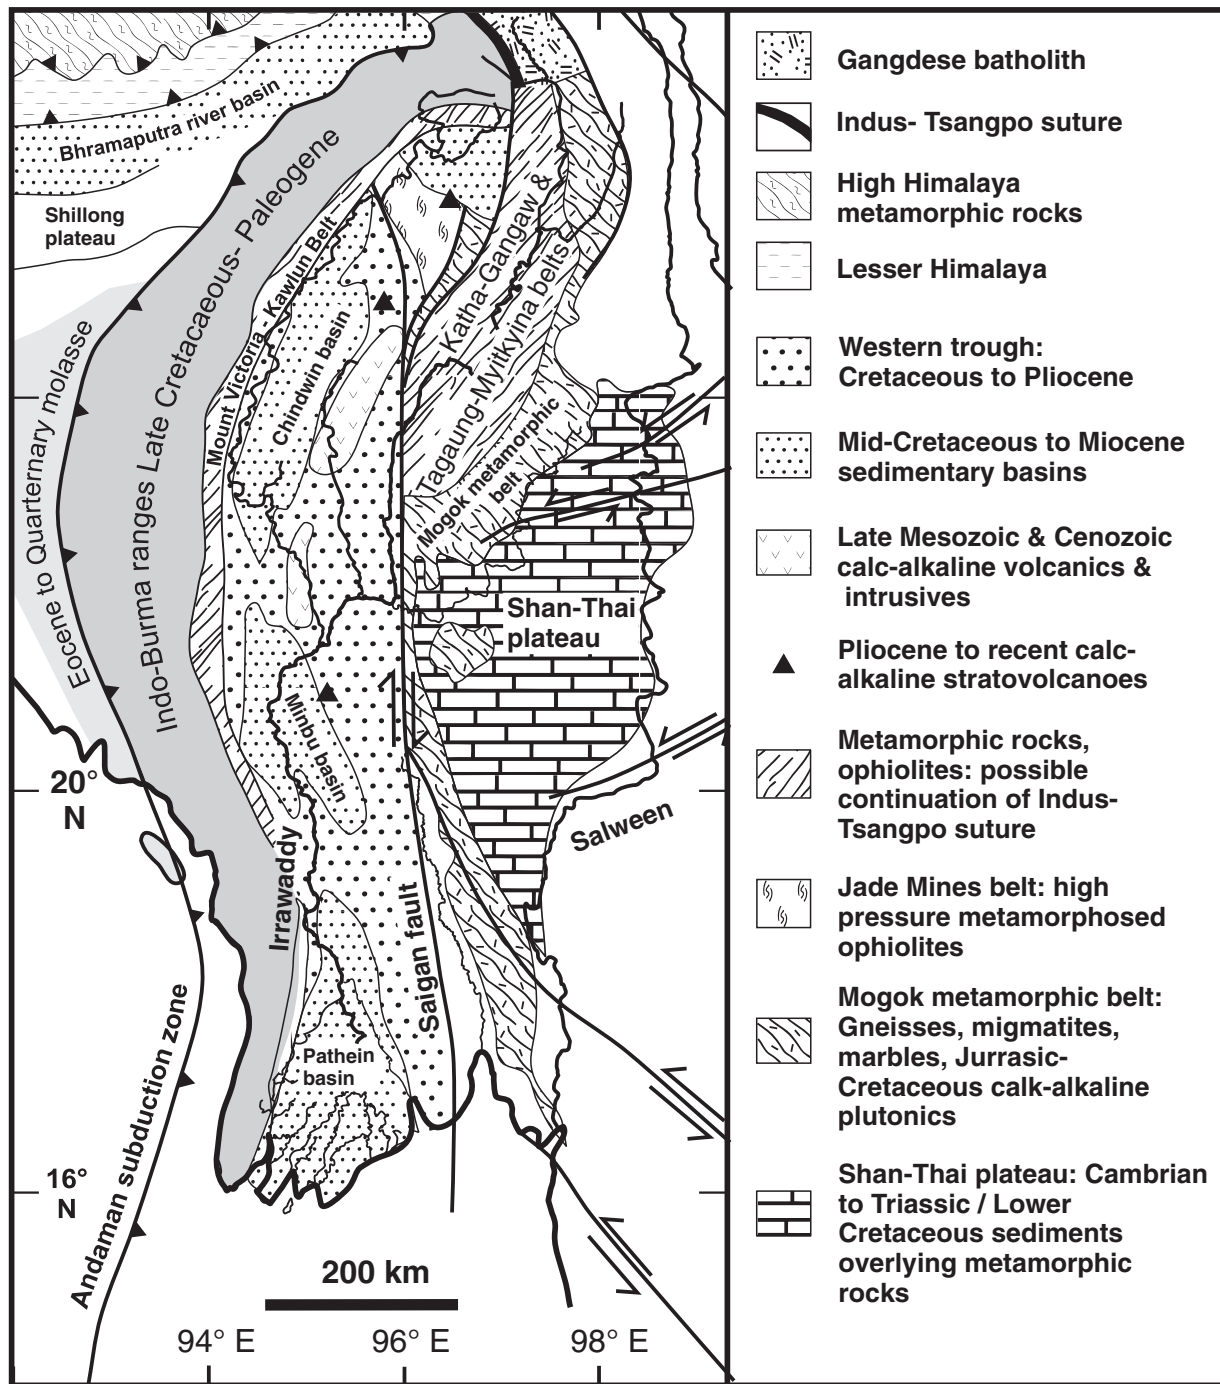 Bhramaputra river basin
Shillong
plateau
Eocene to Quarternary molasse
Indo-Burma ranges Late Cretacaeous- Paleogene
Mount Victoria - Kawlun Belt
Chindwin basin
Katha-Gangaw &
Tagaung-Myitkyina belts
Mogok metamorphic
belt
Shan-Thai
plateau
Minbu basin
20°
N
Salween
Irrawaddy
Saigan fault
Pathein
basin
Andaman subduction zone
16°
N
200 km
94° E
96° E
98° E
Gangdese batholith
Indus- Tsangpo suture
High Himalaya
metamorphic rocks
Lesser Himalaya
Western trough:
Cretaceous to Pliocene
Mid-Cretaceous to Miocene
sedimentary basins
Late Mesozoic & Cenozoic
calc-alkaline volcanics &
intrusives
Pliocene to recent calc-
alkaline stratovolcanoes
Metamorphic rocks,
ophiolites: possible
continuation of Indus-
Tsangpo suture
Jade Mines belt: high
pressure metamorphosed
ophiolites
Mogok metamorphic belt:
Gneisses, migmatites,
marbles, Jurrasic-
Cretaceous calk-alkaline
plutonics
Shan-Thai plateau: Cambrian
to Triassic / Lower
Cretaceous sediments
overlying metamorphic
rocks